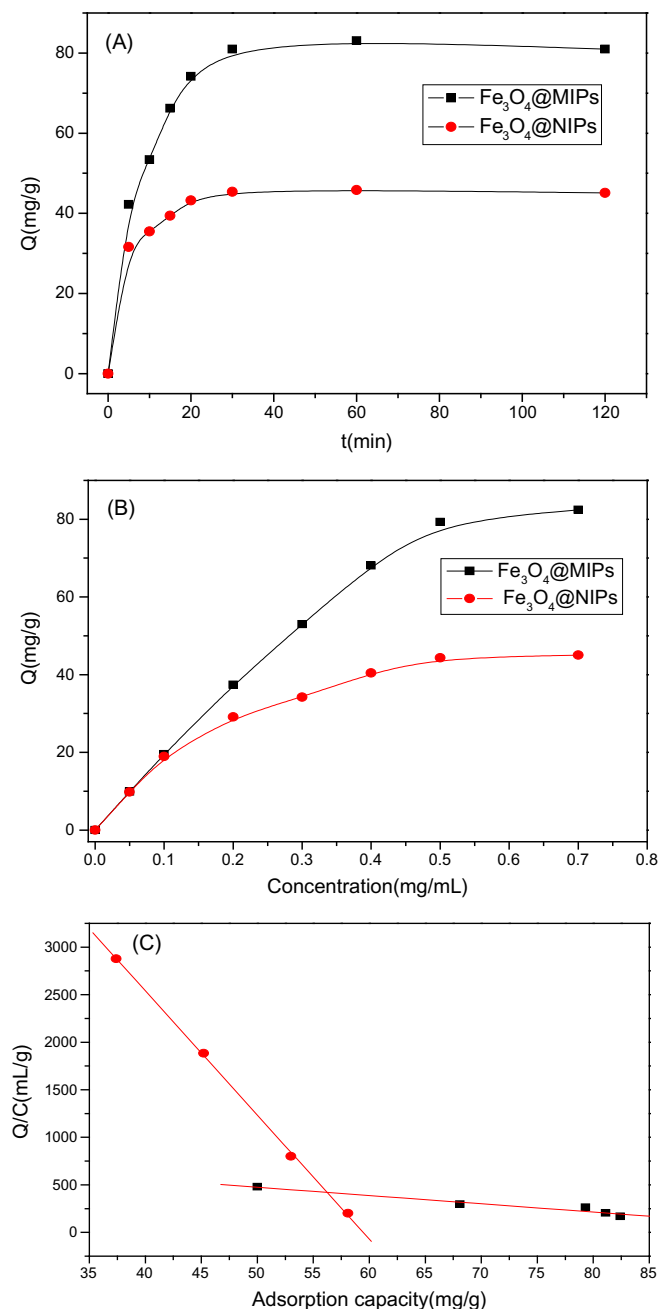 (A)
Fe₃O₄@MIPs
Fe₃O₄@NIPs
Q(mg/g)
80
60
40
20
0
0 20 40 60 80 100 120
t(min)
(B)
Fe₃O₄@MIPs
Fe₃O₄@NIPs
Q(mg/g)
80
60
40
20
0
0.0 0.1 0.2 0.3 0.4 0.5 0.6 0.7 0.8
Concentration(mg/mL)
(C)
Q/C(mL/g)
3000
2500
2000
1500
1000
500
0
35 40 45 50 55 60 65 70 75 80 85
Adsorption capacity(mg/g)